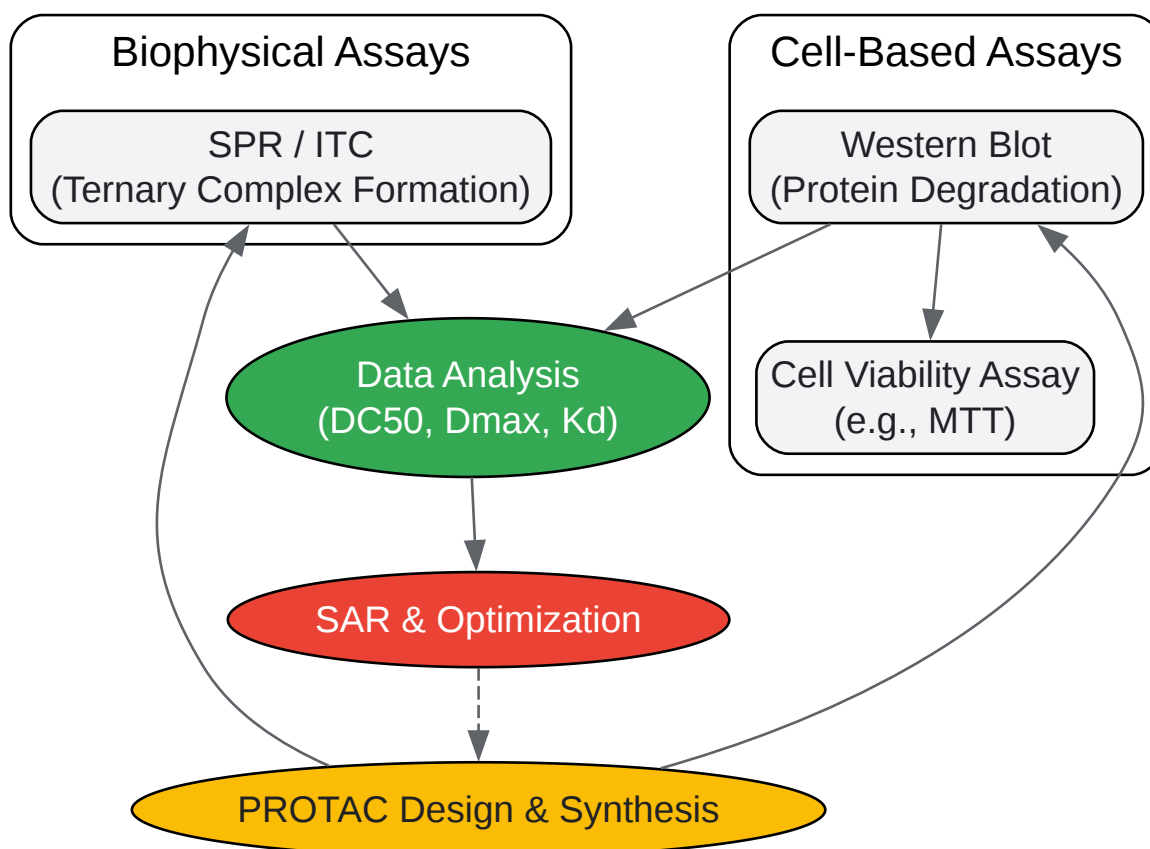 Biophysical Assays
SPR / ITC
(Ternary Complex Formation)
Cell-Based Assays
Western Blot
(Protein Degradation)
Cell Viability Assay
(e.g., MTT)
Data Analysis
(DC50, Dmax, Kd)
SAR & Optimization
PROTAC Design & Synthesis